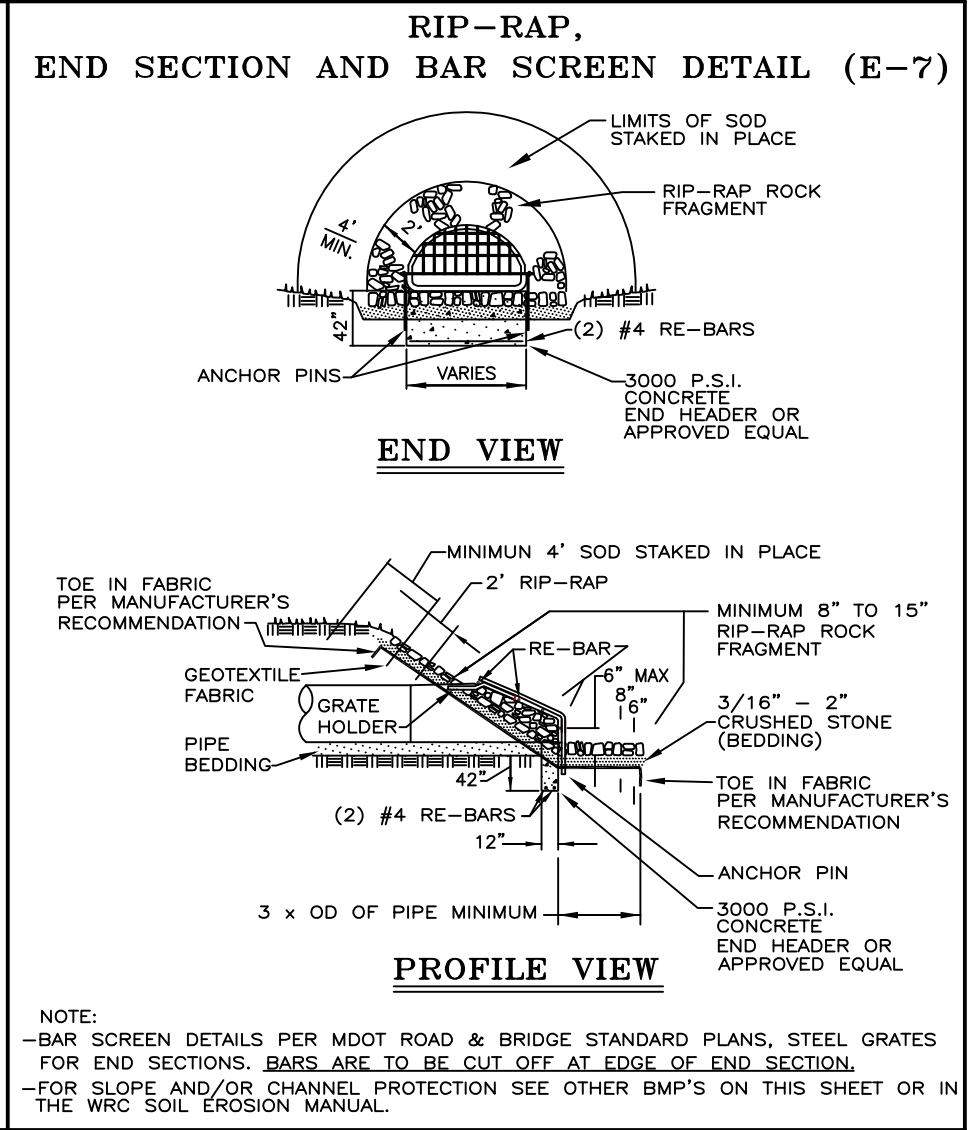 RIP-RAP,
END SECTION AND BAR SCREEN DETAIL (E-7)
LIMITS OF SOD
STAKED IN PLACE
RIP-RAP ROCK
FRAGMENT
4'
MIN.
2'
42"
(2) #4 RE-BARS
ANCHOR PINS
VARIES
3000 P.S.I.
CONCRETE
END HEADER OR
APPROVED EQUAL
END VIEW
MINIMUN 4' SOD STAKED IN PLACE
TOE IN FABRIC
PER MANUFACTURER'S
RECOMMENDATION
2' RIP-RAP
MINIMUM 8" TO 15"
RIP-RAP ROCK
FRAGMENT
RE-BAR
GEOTEXTILE
FABRIC
6" MAX
8"
6"
GRATE
HOLDER
3/16" - 2"
CRUSHED STONE
(BEDDING)
PIPE
BEDDING
42"
TOE IN FABRIC
PER MANUFACTURER'S
RECOMMENDATION
(2) #4 RE-BARS
12"
ANCHOR PIN
3 x OD OF PIPE MINIMUM
3000 P.S.I.
CONCRETE
END HEADER OR
APPROVED EQUAL
PROFILE VIEW
NOTE:
-BAR SCREEN DETAILS PER MDOT ROAD & BRIDGE STANDARD PLANS, STEEL GRATES
FOR END SECTIONS. BARS ARE TO BE CUT OFF AT EDGE OF END SECTION.
-FOR SLOPE AND/OR CHANNEL PROTECTION SEE OTHER BMP'S ON THIS SHEET OR IN
THE WRC SOIL EROSION MANUAL.